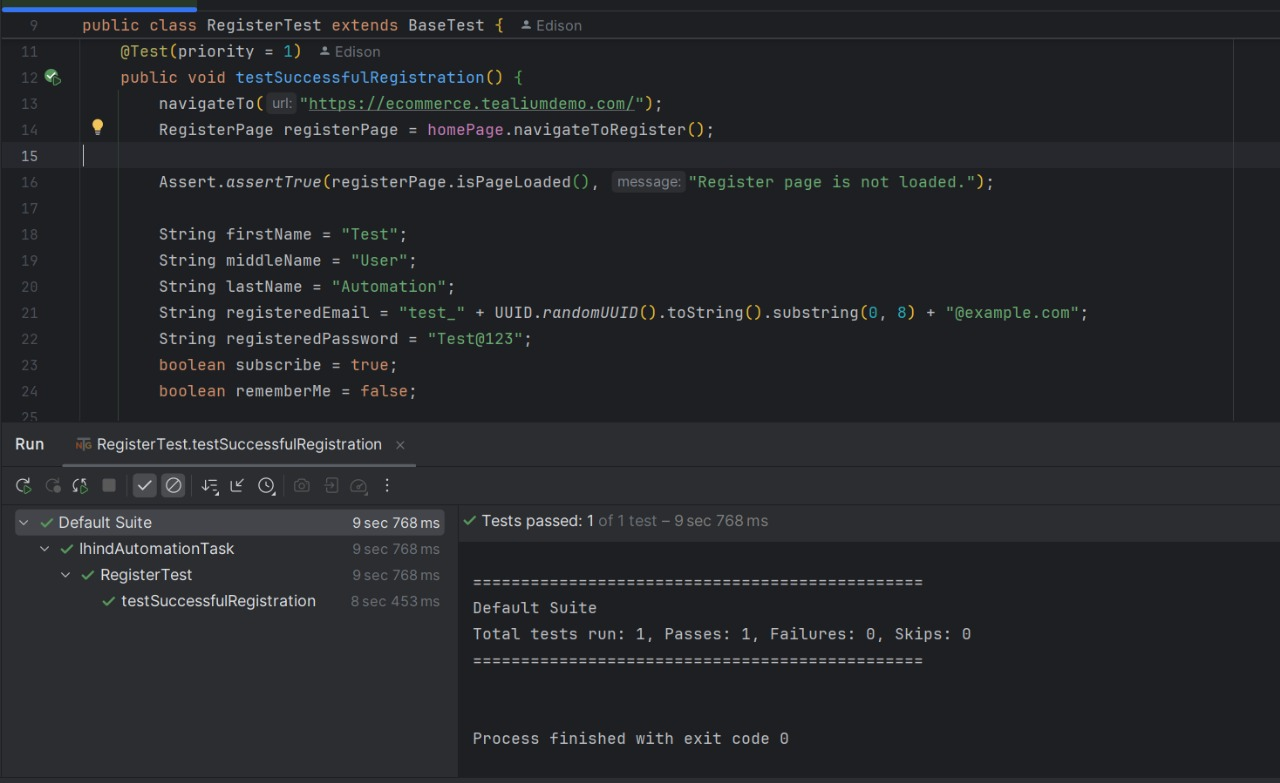 9 public class RegisterTest extends BaseTest { Edison
11 @Test(priority = 1) Edison
12 public void testSuccessfulRegistration() {
13 navigateTo( url: "https://ecommerce.tealiumdemo.com/");
14 RegisterPage registerPage = homePage.navigateToRegister();
15
16 Assert.assertTrue(registerPage.isPageLoaded(), message: "Register page is not loaded.");
17
18 String firstName = "Test";
19 String middleName = "User";
20 String lastName = "Automation";
21 String registeredEmail = "test_" + UUID.randomUUID().toString().substring(0, 8) + "@example.com";
22 String registeredPassword = "Test@123";
23 boolean subscribe = true;
24 boolean rememberMe = false;
25
Run NG RegisterTest.testSuccessfulRegistration ×
Default Suite 9 sec 768 ms
lhindAutomationTask 9 sec 768 ms
RegisterTest 9 sec 768 ms
testSuccessfulRegistration 8 sec 453 ms
Tests passed: 1 of 1 test – 9 sec 768 ms
===============================================
Default Suite
Total tests run: 1, Passes: 1, Failures: 0, Skips: 0
===============================================
Process finished with exit code 0